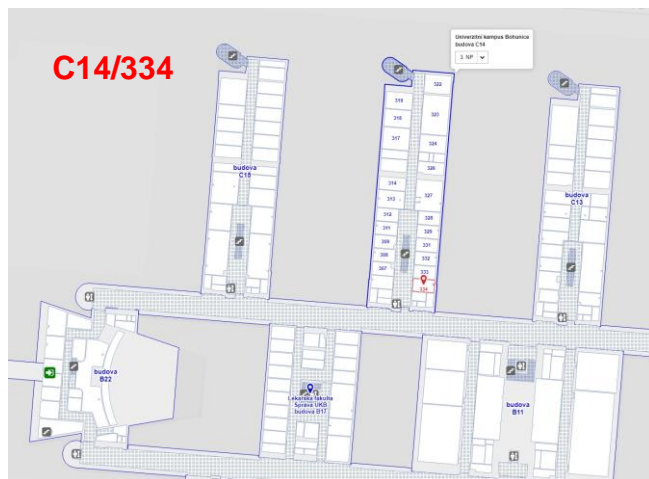 C14/334
Univerzitní kampus Bohunice
budova C14
3. NP
322
319
323
318
317
324
326
314
327
313
312
328
311
329
309
331
308
332
307
333
334
budova
C15
budova
C13
budova
B22
Lékařská fakulta
Správa UKB
budova B17
budova
B11